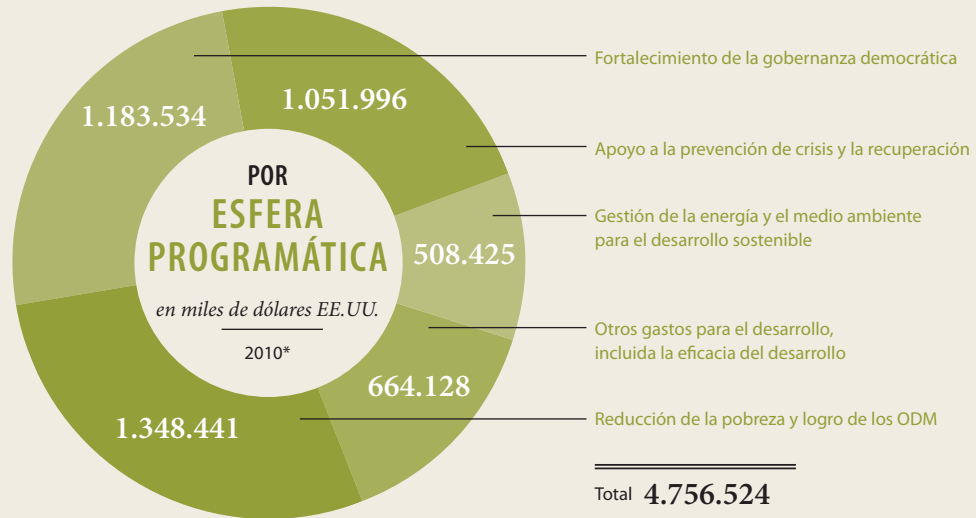 POR
ESFERA
PROGRAMÁTICA
en miles de dólares EE.UU.
2010*
1.183.534
1.051.996
508.425
664.128
1.348.441
Fortalecimiento de la gobernanza democrática
Apoyo a la prevención de crisis y la recuperación
Gestión de la energía y el medio ambiente
para el desarrollo sostenible
Otros gastos para el desarrollo,
incluida la eficacia del desarrollo
Reducción de la pobreza y logro de los ODM
Total 4.756.524